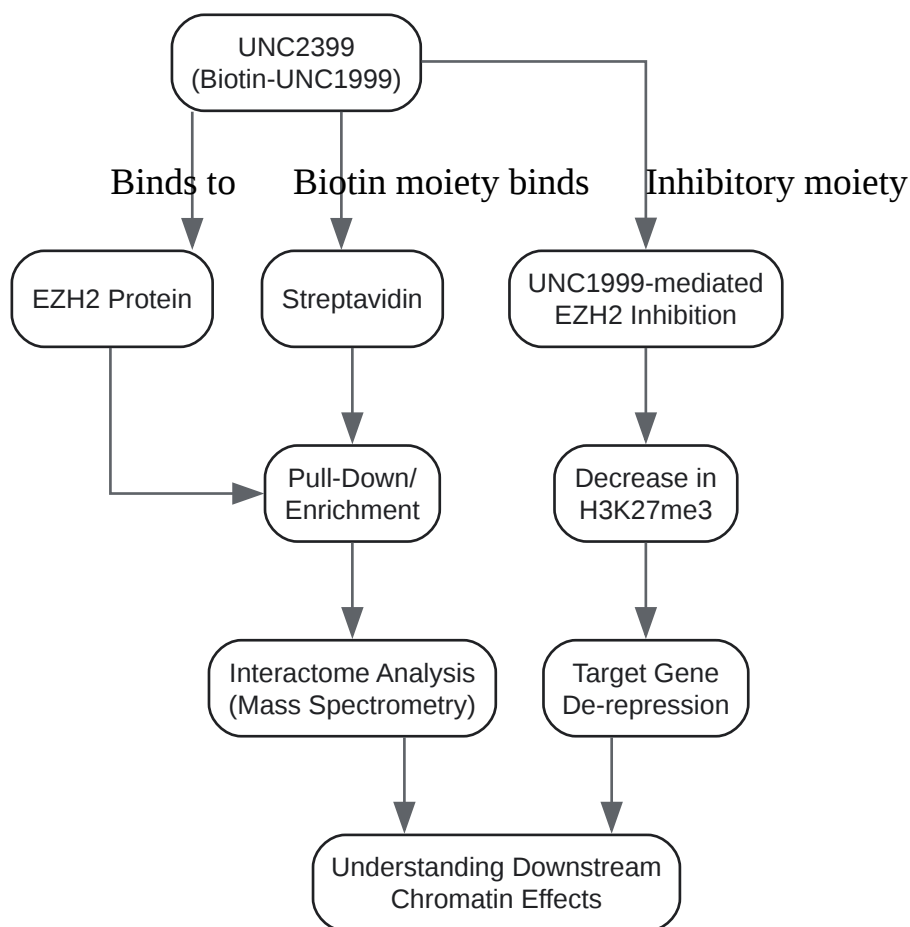 UNC2399
(Biotin-UNC1999)
Binds to
Biotin moiety binds
Inhibitory moiety
EZH2 Protein
Streptavidin
UNC1999-mediated
EZH2 Inhibition
Pull-Down/
Enrichment
Decrease in
H3K27me3
Interactome Analysis
(Mass Spectrometry)
Target Gene
De-repression
Understanding Downstream
Chromatin Effects